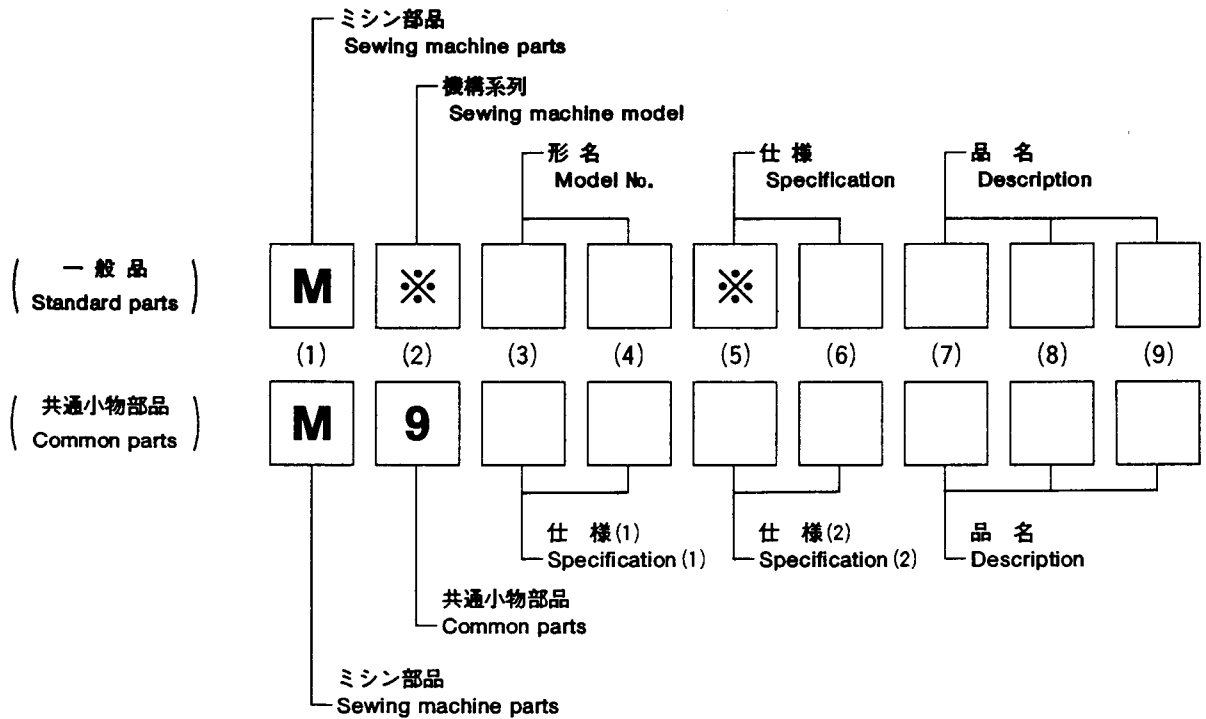 ミシン部品
Sewing machine parts
機構系列
Sewing machine model
形 名
Model No.
仕 様
Specification
品 名
Description
一 般 品
Standard parts
M ※ ※
(1) (2) (3) (4) (5) (6) (7) (8) (9)
共通小物部品
Common parts
M 9
仕 様(1)
Specification (1)
仕 様(2)
Specification (2)
品 名
Description
共通小物部品
Common parts
ミシン部品
Sewing machine parts